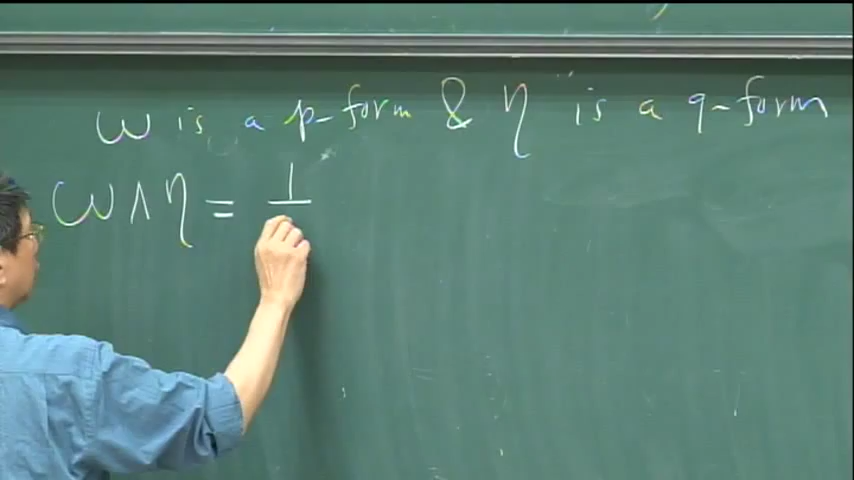 ω is a p-form & η is a q-form
ω ∧ η = 1/